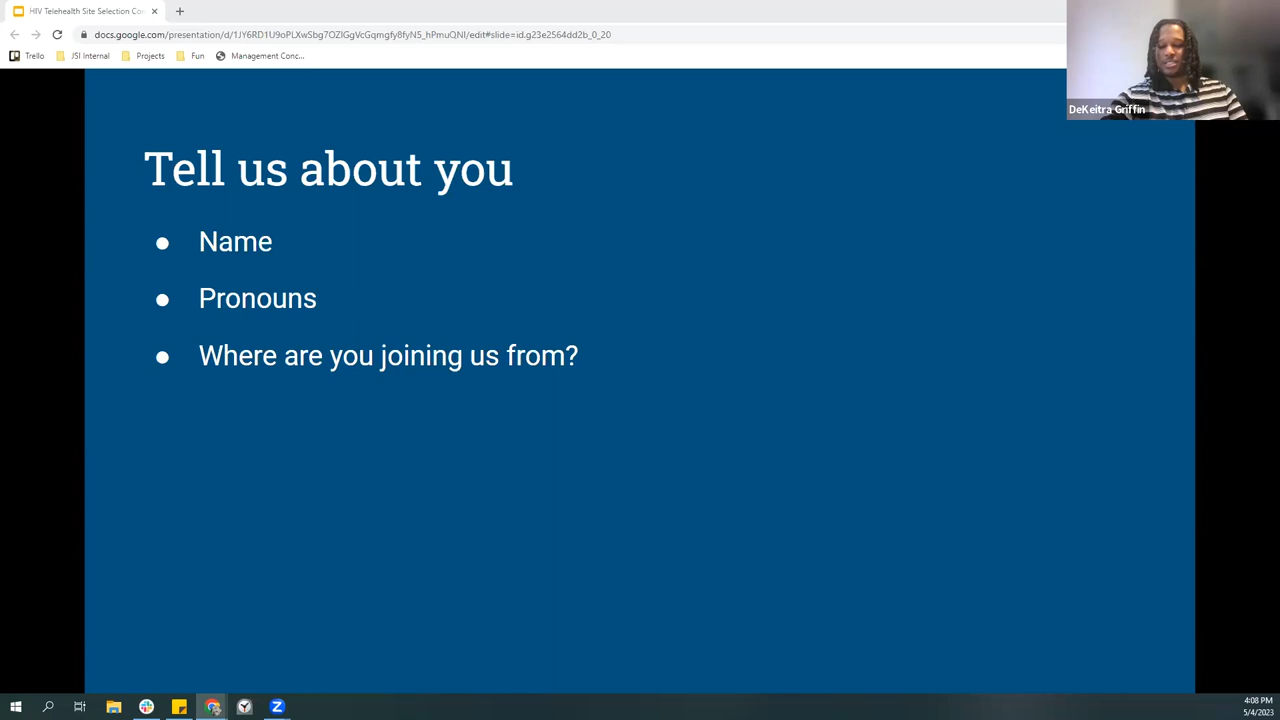 HIV Telehealth Site Selection Co
docs.google.com/presentation/d/1JY6RD1U9oPLXwSbg7OZIGgVcGqmgfy8fyN5_hPmuQNI/edit#slide=id.g23e2564dd2b_0_20
Trello JSI Internal Projects Fun Management Conc...
DeKeitra Griffin
Tell us about you
● Name
● Pronouns
● Where are you joining us from?
4:08 PM
5/4/2023